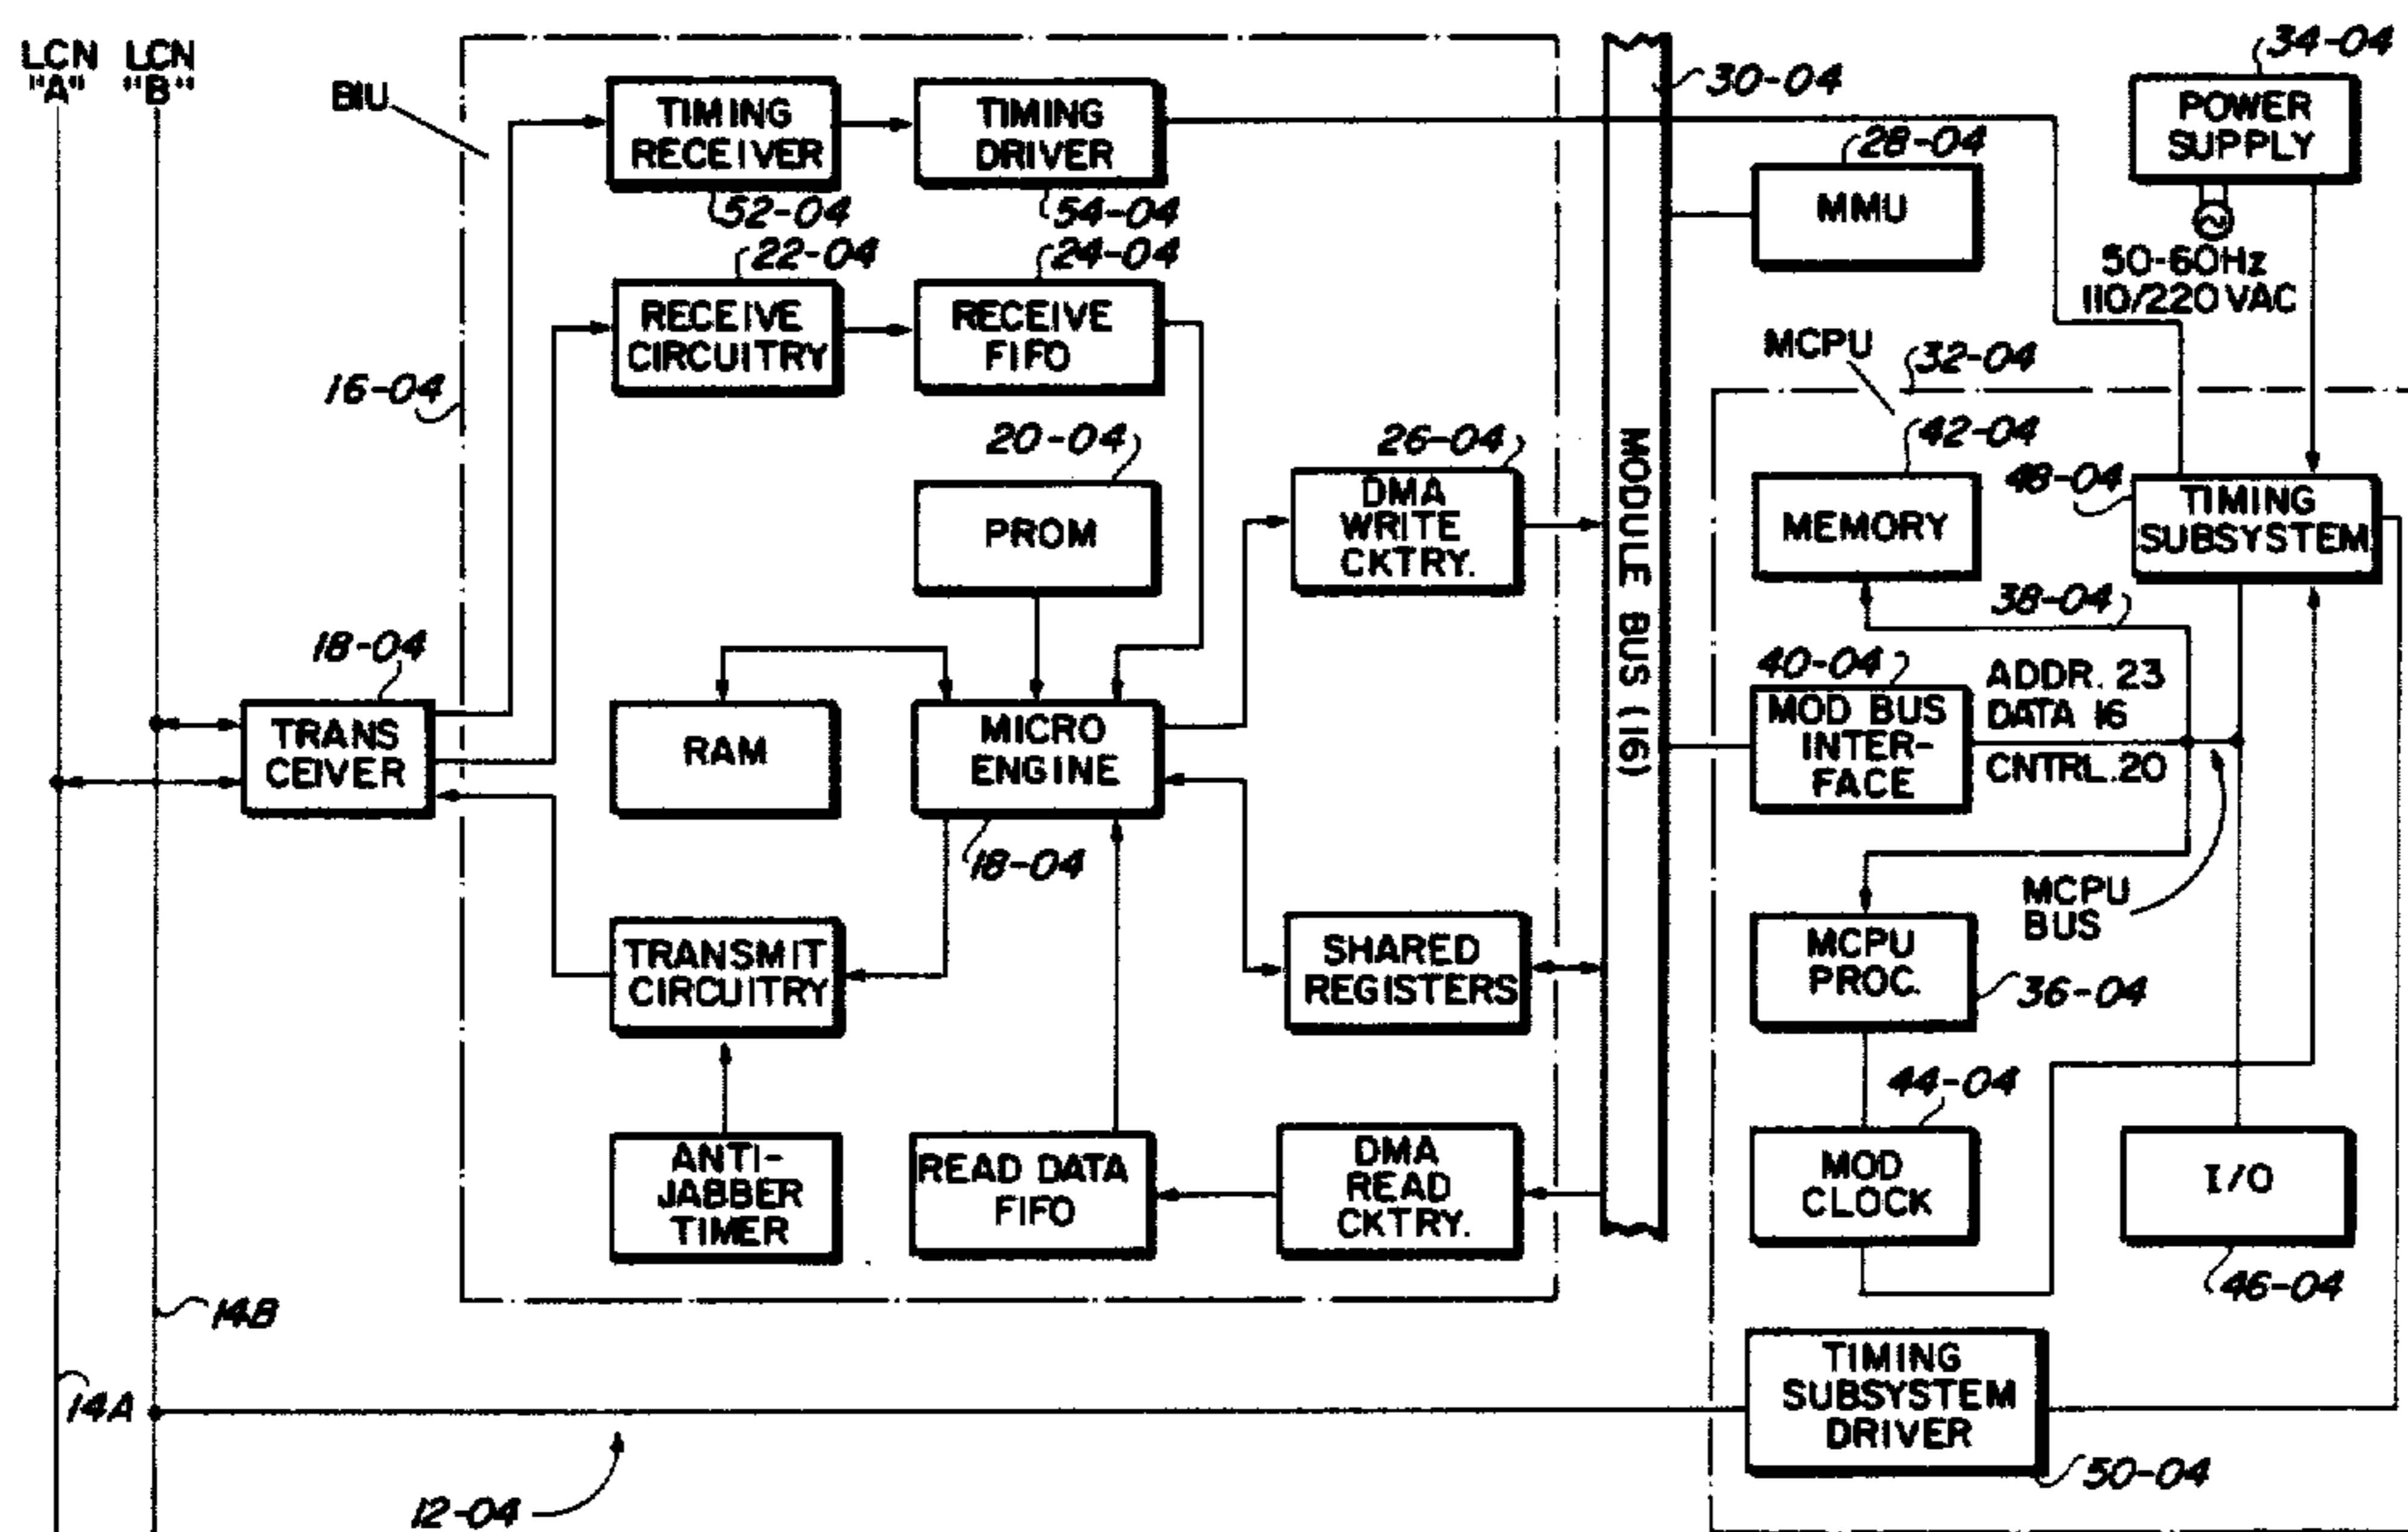 LCN LCN
"A" "B"
BIU
34-04
30-04
POWER
SUPPLY
TIMING
RECEIVER
TIMING
DRIVER
28-04
MMU
52-04
54-04
22-04
24-04
50-60Hz
110/220 VAC
RECEIVE
CIRCUITRY
RECEIVE
FIFO
MCPU
32-04
16-04
20-04
26-04
42-04
48-04
PROM
DMA
WRITE
CKTRY.
MODULE BUS (16)
MEMORY
TIMING
SUBSYSTEM
38-04
18-04
40-04
ADDR. 23
DATA 16
CNTRL. 20
TRANS
CEIVER
RAM
MICRO
ENGINE
MOD BUS
INTER-
FACE
18-04
MCPU
BUS
TRANSMIT
CIRCUITRY
SHARED
REGISTERS
MCPU
PROC.
36-04
44-04
ANTI-
JABBER
TIMER
READ DATA
FIFO
DMA
READ
CKTRY.
MOD
CLOCK
I/O
46-04
14B
14A
TIMING
SUBSYSTEM
DRIVER
50-04
12-04